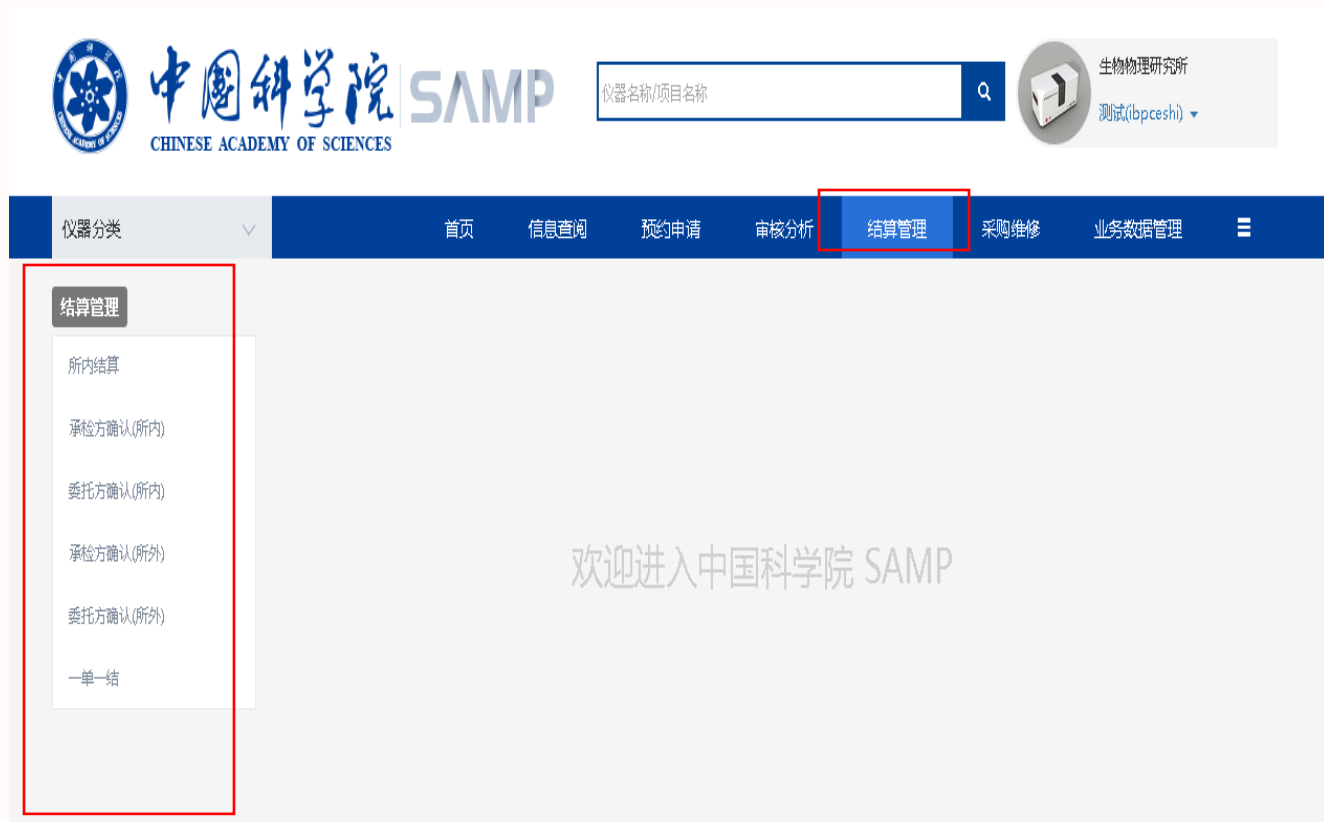 中国科学院 SAMP
CHINESE ACADEMY OF SCIENCES
仪器名称/项目名称
生物物理研究所
测试(ibpceshi)
仪器分类
首页 信息查阅 预约申请 审核分析 结算管理 采购维修 业务数据管理
结算管理
所内结算
承检方确认(所内)
委托方确认(所内)
承检方确认(所外)
委托方确认(所外)
一单一结
欢迎进入中国科学院 SAMP